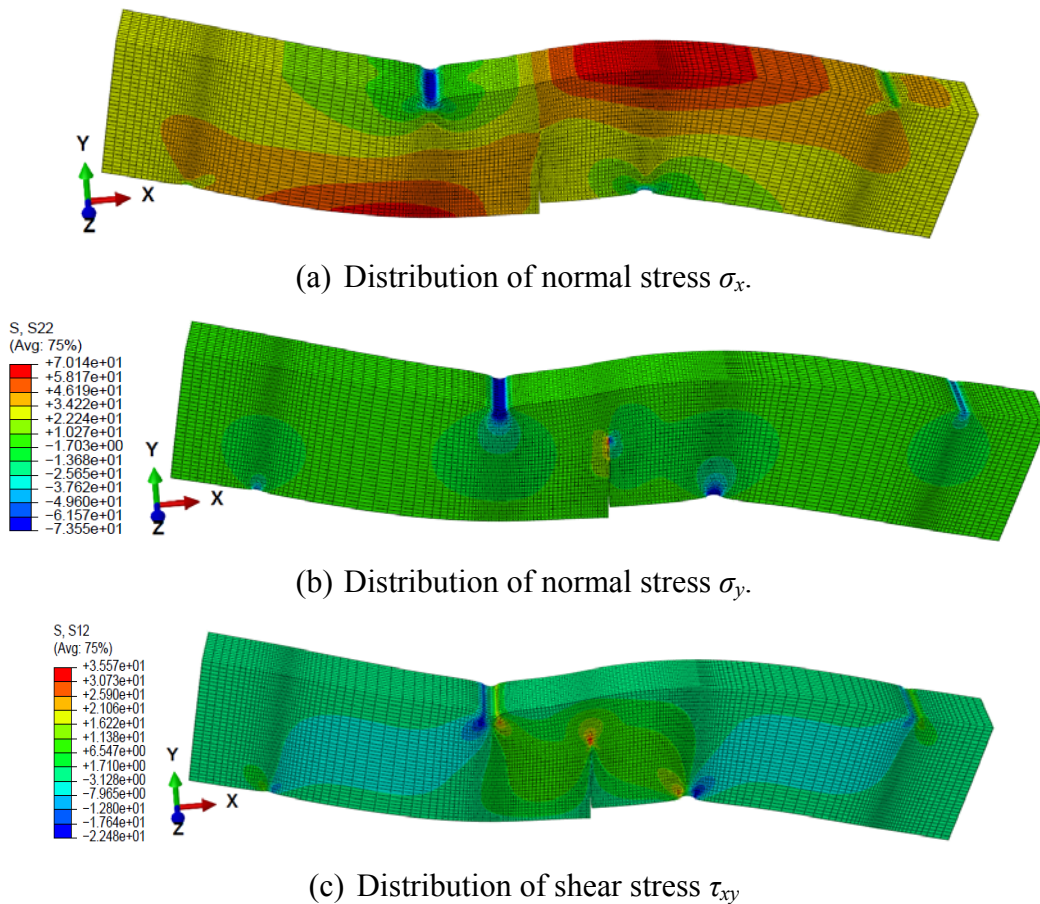 Y
X
Z
(a) Distribution of normal stress σx.
S, S22
(Avg: 75%)
+7.014e+01
+5.817e+01
+4.619e+01
+3.422e+01
+2.224e+01
+1.027e+01
−1.703e+00
−1.368e+01
−2.565e+01
−3.762e+01
−4.960e+01
−6.157e+01
−7.355e+01
Y
X
Z
(b) Distribution of normal stress σy.
S, S12
(Avg: 75%)
+3.557e+01
+3.073e+01
+2.590e+01
+2.106e+01
+1.622e+01
+1.138e+01
+6.547e+00
+1.710e+00
−3.128e+00
−7.965e+01
−1.280e+01
−1.764e+01
−2.248e+01
Y
X
Z
(c) Distribution of shear stress τxy